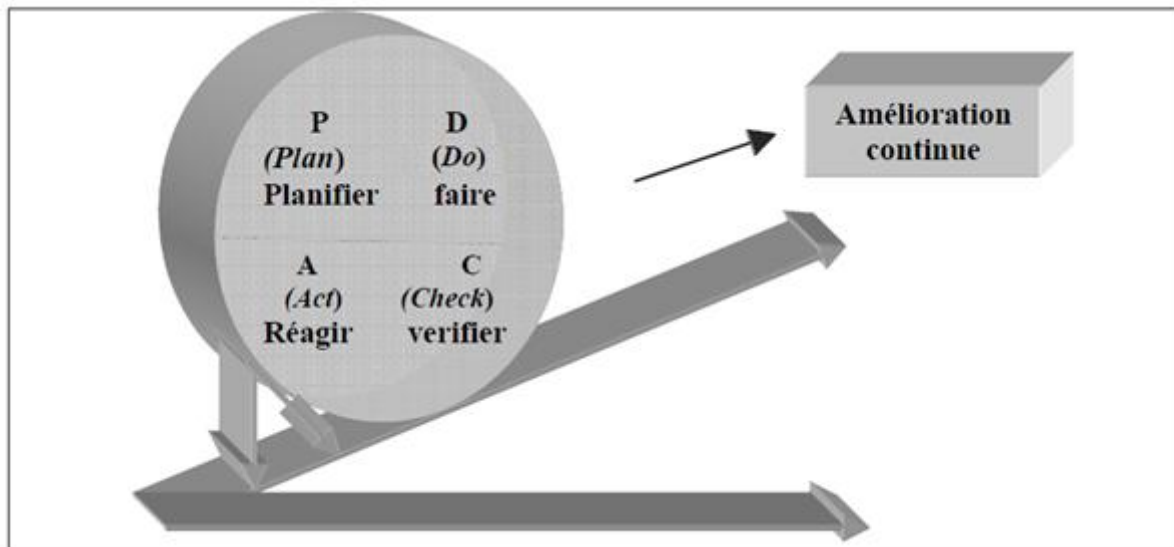 P
(Plan)
Planifier
D
(Do)
faire
A
(Act)
Réagir
C
(Check)
verifier
Amélioration
continue